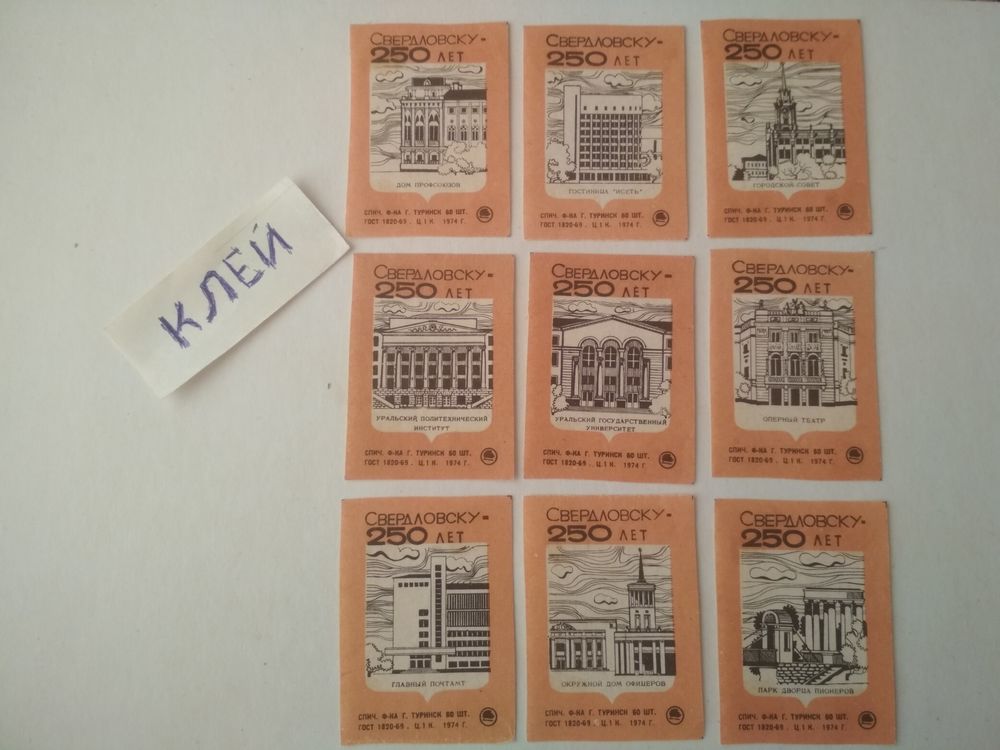 СВЕРДЛОВСКУ-
250 ЛЕТ
ДОМ ПРОФСОЮЗОВ
СПИЧ. Ф-КА Г. ТУРИНСК 60 ШТ.
ГОСТ 1820-69. Ц.1 К. 1974 Г.
СВЕРДЛОВСКУ-
250 ЛЕТ
ГОСТИНИЦА "ИСЕТЬ"
СПИЧ. Ф-КА Г. ТУРИНСК 60 ШТ.
ГОСТ 1820-69. Ц.1 К. 1974 Г.
СВЕРДЛОВСКУ-
250 ЛЕТ
ГОРОДСКОЙ СОВЕТ
СПИЧ. Ф-КА Г. ТУРИНСК 60 ШТ.
ГОСТ 1820-69. Ц.1 К. 1974 Г.
КЛЕЙ
СВЕРДЛОВСКУ-
250 ЛЕТ
УРАЛЬСКИЙ ПОЛИТЕХНИЧЕСКИЙ
ИНСТИТУТ
СПИЧ. Ф-КА Г. ТУРИНСК 60 ШТ.
ГОСТ 1820-69. Ц.1 К. 1974 Г.
СВЕРДЛОВСКУ-
250 ЛЕТ
УРАЛЬСКИЙ ГОСУДАРСТВЕННЫЙ
УНИВЕРСИТЕТ
СПИЧ. Ф-КА Г. ТУРИНСК 60 ШТ.
ГОСТ 1820-69. Ц.1 К. 1974 Г.
СВЕРДЛОВСКУ-
250 ЛЕТ
ОПЕРНЫЙ ТЕАТР
СПИЧ. Ф-КА Г. ТУРИНСК 60 ШТ.
ГОСТ 1820-69. Ц.1 К. 1974 Г.
СВЕРДЛОВСКУ-
250 ЛЕТ
ГЛАВНЫЙ ПОЧТАМТ
СПИЧ. Ф-КА Г. ТУРИНСК 60 ШТ.
ГОСТ 1820-69. Ц.1 К. 1974 Г.
СВЕРДЛОВСКУ-
250 ЛЕТ
ОКРУЖНОЙ ДОМ ОФИЦЕРОВ
СПИЧ. Ф-КА Г. ТУРИНСК 60 ШТ.
ГОСТ 1820-69. Ц.1 К. 1974 Г.
СВЕРДЛОВСКУ-
250 ЛЕТ
ПАРК ДВОРЦА ПИОНЕРОВ
СПИЧ. Ф-КА Г. ТУРИНСК 60 ШТ.
ГОСТ 1820-69. Ц.1 К. 1974 Г.